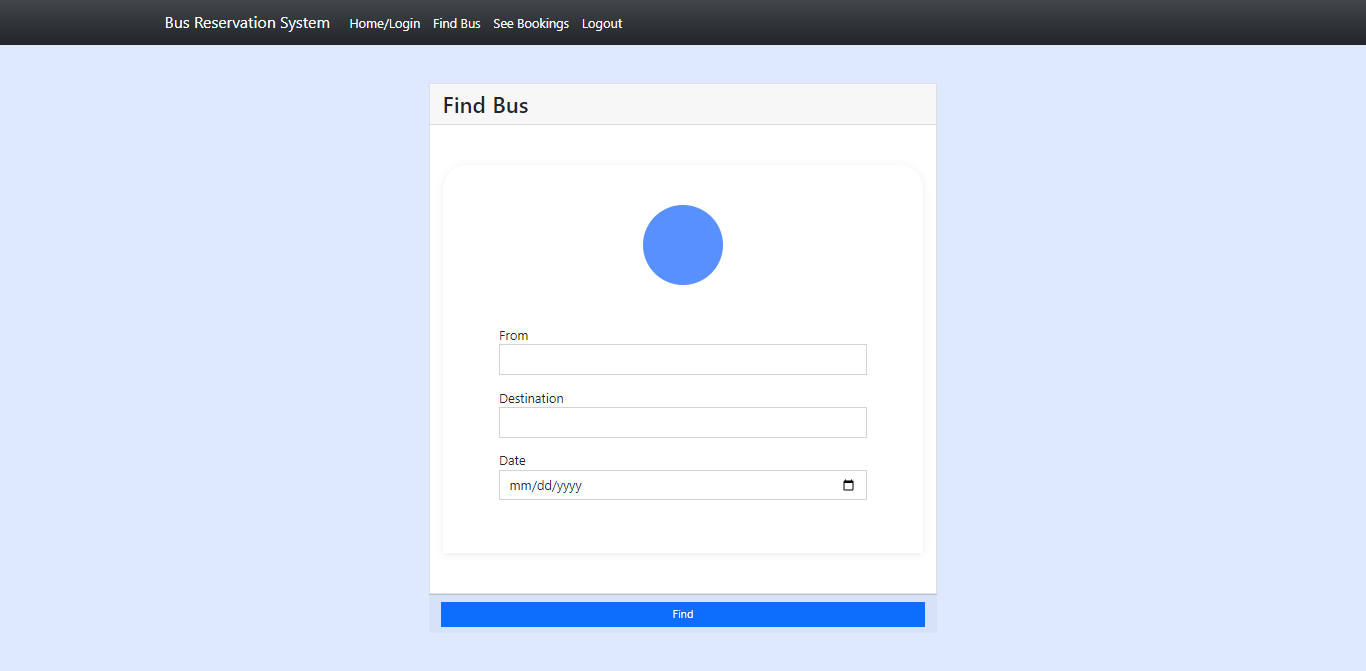 Bus Reservation System Home/Login Find Bus See Bookings Logout
Find Bus
From
Destination
Date
mm/dd/yyyy
Find